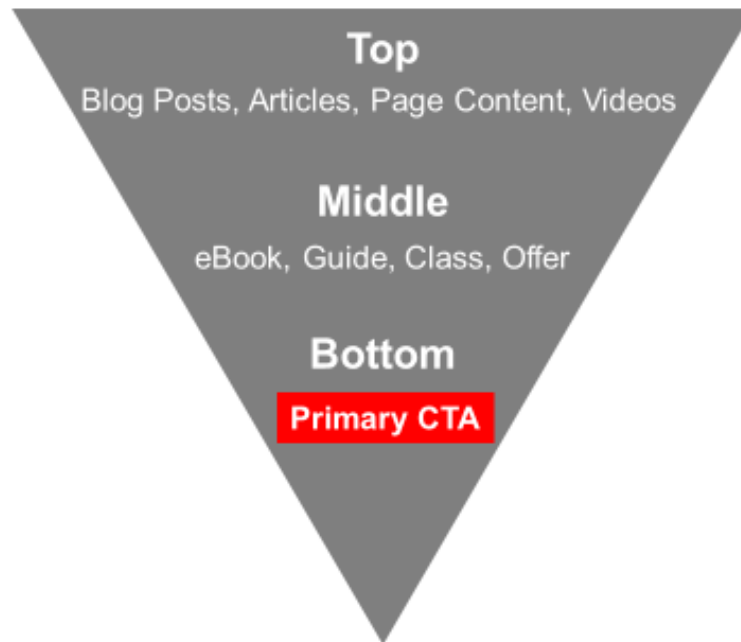 Top
Blog Posts, Articles, Page Content, Videos
Middle
eBook, Guide, Class, Offer
Bottom
Primary CTA